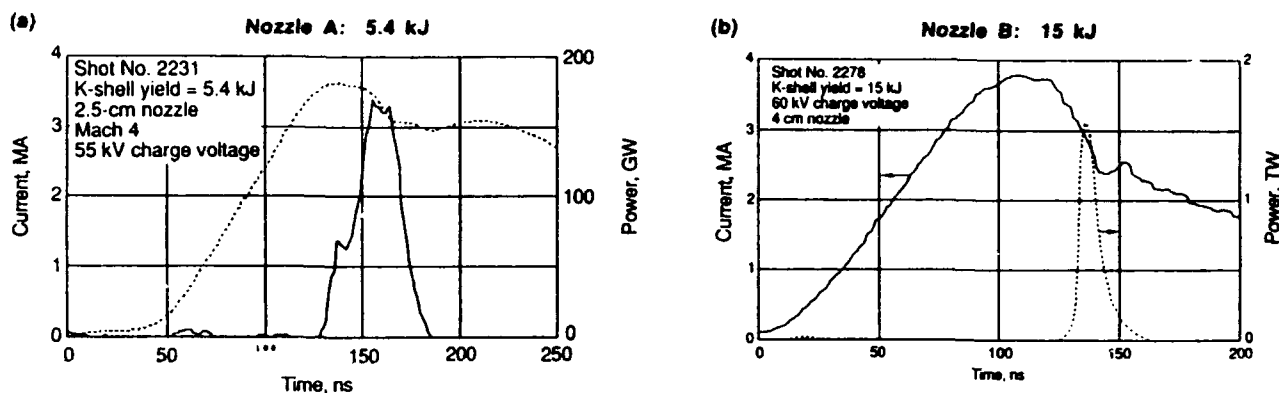 (a)
Nozzle A: 5.4 kJ
Shot No. 2231
K-shell yield = 5.4 kJ
2.5-cm nozzle
Mach 4
55 kV charge voltage
Current, MA
4
3
2
1
0
Power, GW
200
100
0
0
50
100
150
200
250
Time, ns
(b)
Nozzle B: 15 kJ
Shot No. 2278
K-shell yield = 15 kJ
60 kV charge voltage
4 cm nozzle
Current, MA
4
3
2
1
0
Power, TW
2
1
0
0
50
100
150
200
Time, ns